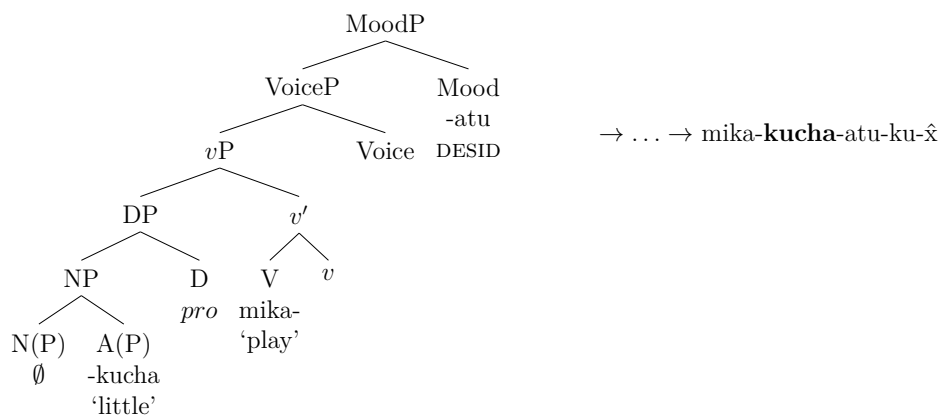 MoodP
VoiceP Mood
-atu
DESID
→ … → mika-kucha-atu-ku-x̂
vP Voice
DP v′
NP D V v
pro mika-
‘play’
N(P) A(P)
∅ -kucha
‘little’